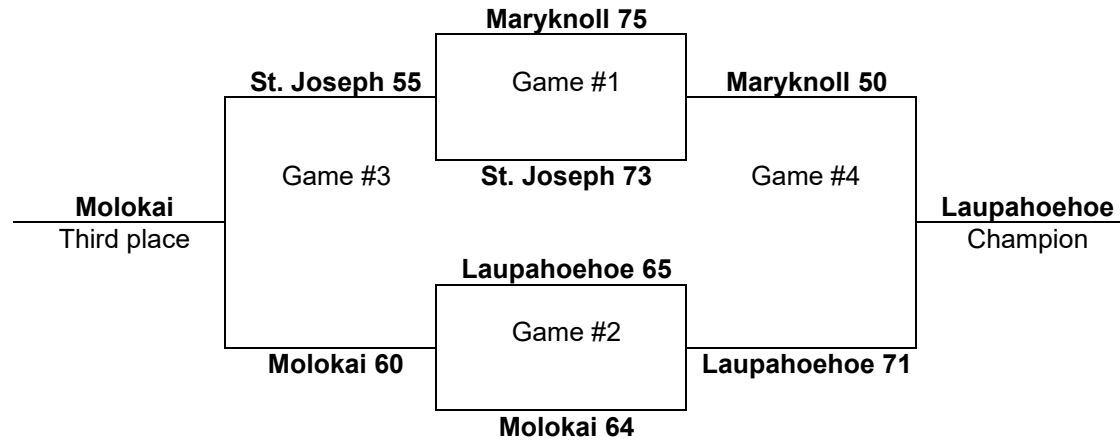 Maryknoll 75
St. Joseph 55
Game #1
Maryknoll 50
Game #3
St. Joseph 73
Game #4
Molokai
Third place
Laupahoehoe
Champion
Laupahoehoe 65
Game #2
Molokai 60
Laupahoehoe 71
Molokai 64